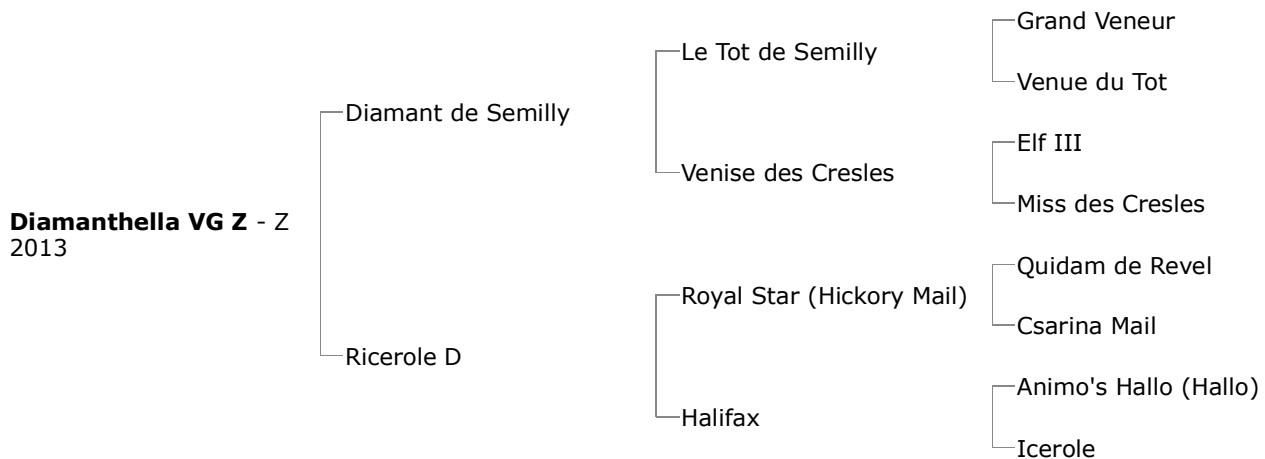 Grand Veneur
Le Tot de Semilly
Venue du Tot
Diamant de Semilly
Elf III
Venise des Cresles
Miss des Cresles
Diamanthella VG Z - Z
2013
Quidam de Revel
Royal Star (Hickory Mail)
Csarina Mail
Ricerole D
Animo's Hallo (Hallo)
Halifax
Icerole